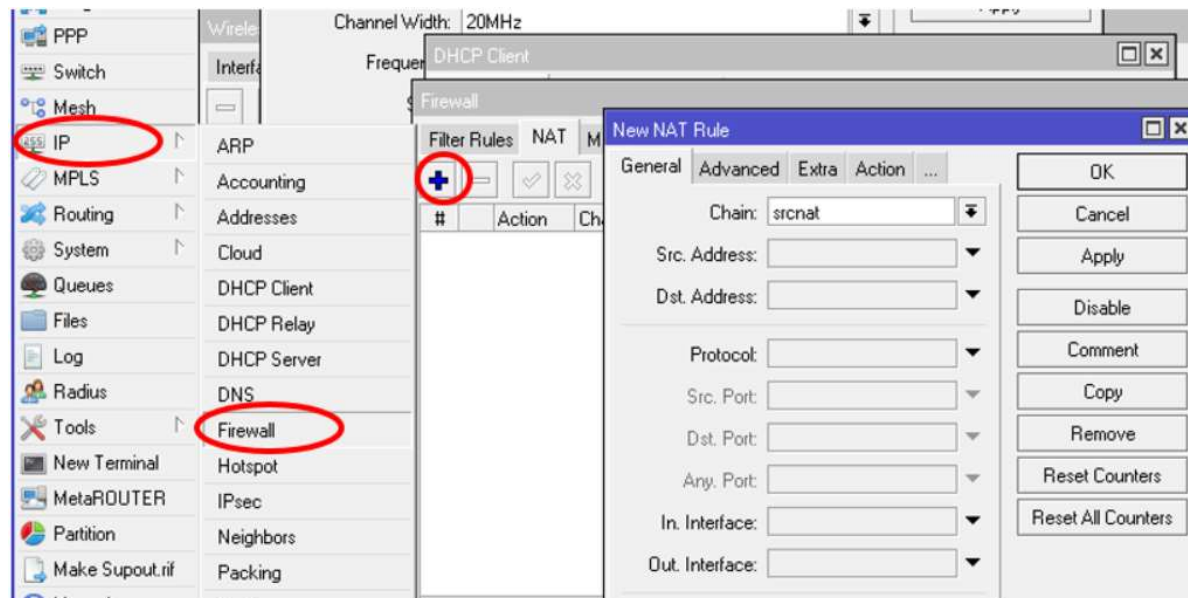 PPP
Switch
Mesh
IP
MPLS
Routing
System
Queues
Files
Log
Radius
Tools
New Terminal
MetaROUTER
Partition
Make Supout.rif
ARP
Accounting
Addresses
Cloud
DHCP Client
DHCP Relay
DHCP Server
DNS
Firewall
Hotspot
IPsec
Neighbors
Packing
Channel Width: 20MHz
DHCP Client
Firewall
Filter Rules NAT M
# Action Ch
New NAT Rule
General Advanced Extra Action ...
Chain: srcnat
Src. Address:
Dst. Address:
Protocol:
Src. Port:
Dst. Port:
Any. Port:
In. Interface:
Out. Interface:
OK
Cancel
Apply
Disable
Comment
Copy
Remove
Reset Counters
Reset All Counters